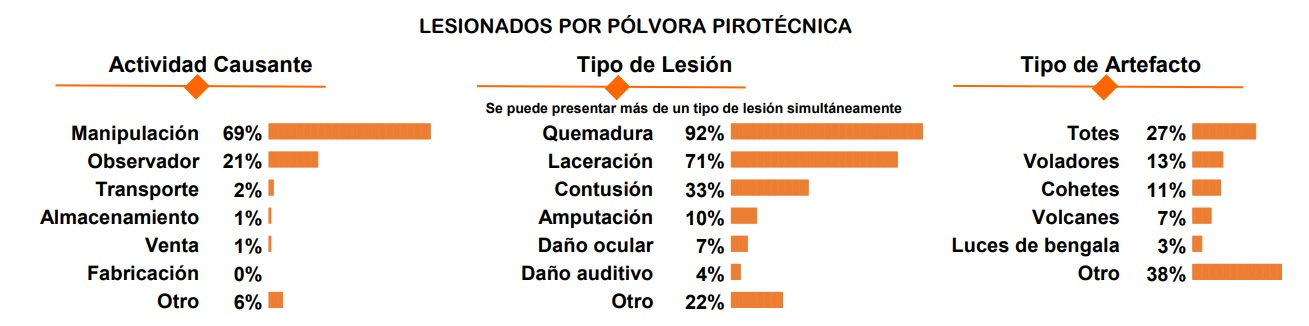 LESIONADOS POR PÓLVORA PIROTÉCNICA
Actividad Causante
Manipulación 69%
Observador 21%
Transporte 2%
Almacenamiento 1%
Venta 1%
Fabricación 0%
Otro 6%
Tipo de Lesión
Se puede presentar más de un tipo de lesión simultáneamente
Quemadura 92%
Laceración 71%
Contusión 33%
Amputación 10%
Daño ocular 7%
Daño auditivo 4%
Otro 22%
Tipo de Artefacto
Totes 27%
Voladores 13%
Cohetes 11%
Volcanes 7%
Luces de bengala 3%
Otro 38%